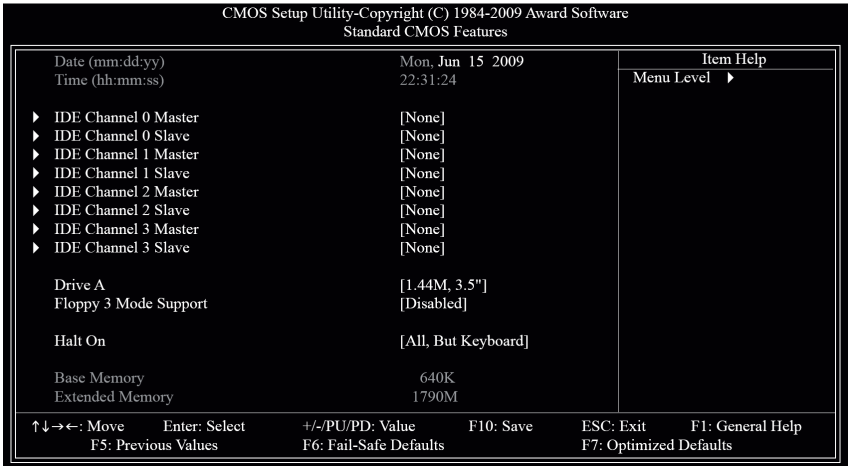 CMOS Setup Utility-Copyright (C) 1984-2009 Award Software
Standard CMOS Features
Date (mm:dd:yy) Mon, Jun 15 2009
Time (hh:mm:ss) 22:31:24
IDE Channel 0 Master [None]
IDE Channel 0 Slave [None]
IDE Channel 1 Master [None]
IDE Channel 1 Slave [None]
IDE Channel 2 Master [None]
IDE Channel 2 Slave [None]
IDE Channel 3 Master [None]
IDE Channel 3 Slave [None]
Drive A [1.44M, 3.5"]
Floppy 3 Mode Support [Disabled]
Halt On [All, But Keyboard]
Base Memory 640K
Extended Memory 1790M
Item Help
Menu Level
↑↓→←: Move Enter: Select +/-/PU/PD: Value F10: Save ESC: Exit F1: General Help
F5: Previous Values F6: Fail-Safe Defaults F7: Optimized Defaults